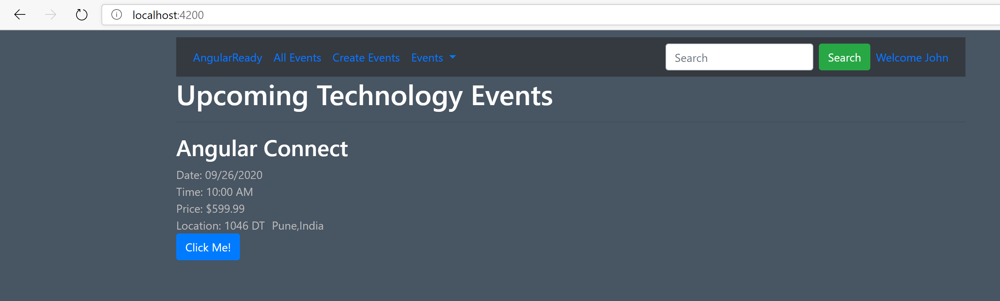 localhost:4200
AngularReady All Events Create Events Events Search Search Welcome John
Upcoming Technology Events
Angular Connect
Date: 09/26/2020
Time: 10:00 AM
Price: $599.99
Location: 1046 DT Pune,India
Click Me!